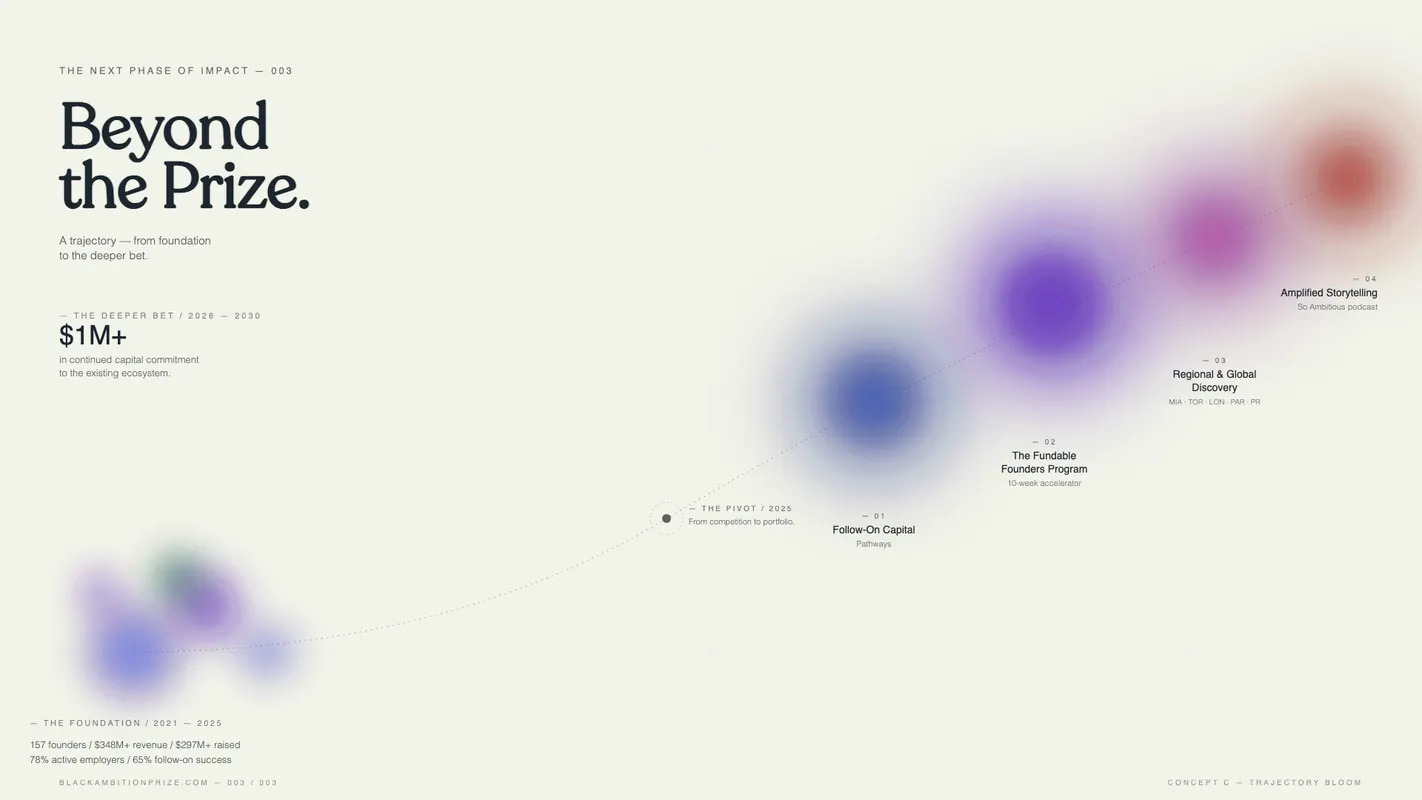 THE NEXT PHASE OF IMPACT — 003
Beyond
the Prize.
A trajectory — from foundation
to the deeper bet.
— THE DEEPER BET / 2026 — 2030
$1M+
in continued capital commitment
to the existing ecosystem.
— 04
Amplified Storytelling
So Ambitious podcast
— 03
Regional & Global
Discovery
MIA · TOR · LON · PAR · PR
— 02
The Fundable
Founders Program
10-week accelerator
— THE PIVOT / 2025
From competition to portfolio.
— 01
Follow-On Capital
Pathways
— THE FOUNDATION / 2021 — 2025
157 founders / $348M+ revenue / $297M+ raised
78% active employers / 65% follow-on success
BLACKAMBITIONPRIZE.COM — 003 / 003
CONCEPT C — TRAJECTORY BLOOM